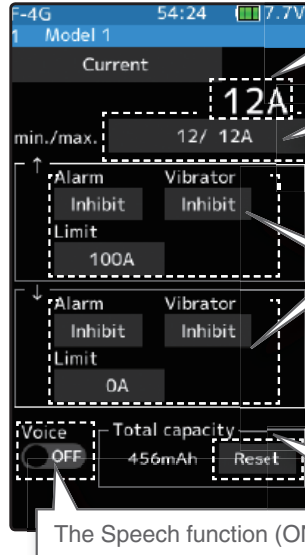 F-4G 54:24 7.7V
1 Model 1
Current
12A
min./max. 12/ 12A
↑
Alarm Vibrator
Inhibit Inhibit
Limit
100A
↓
Alarm Vibrator
Inhibit Inhibit
Limit
0A
Voice Total capacity
OFF 456mAh Reset
The Speech function (ON